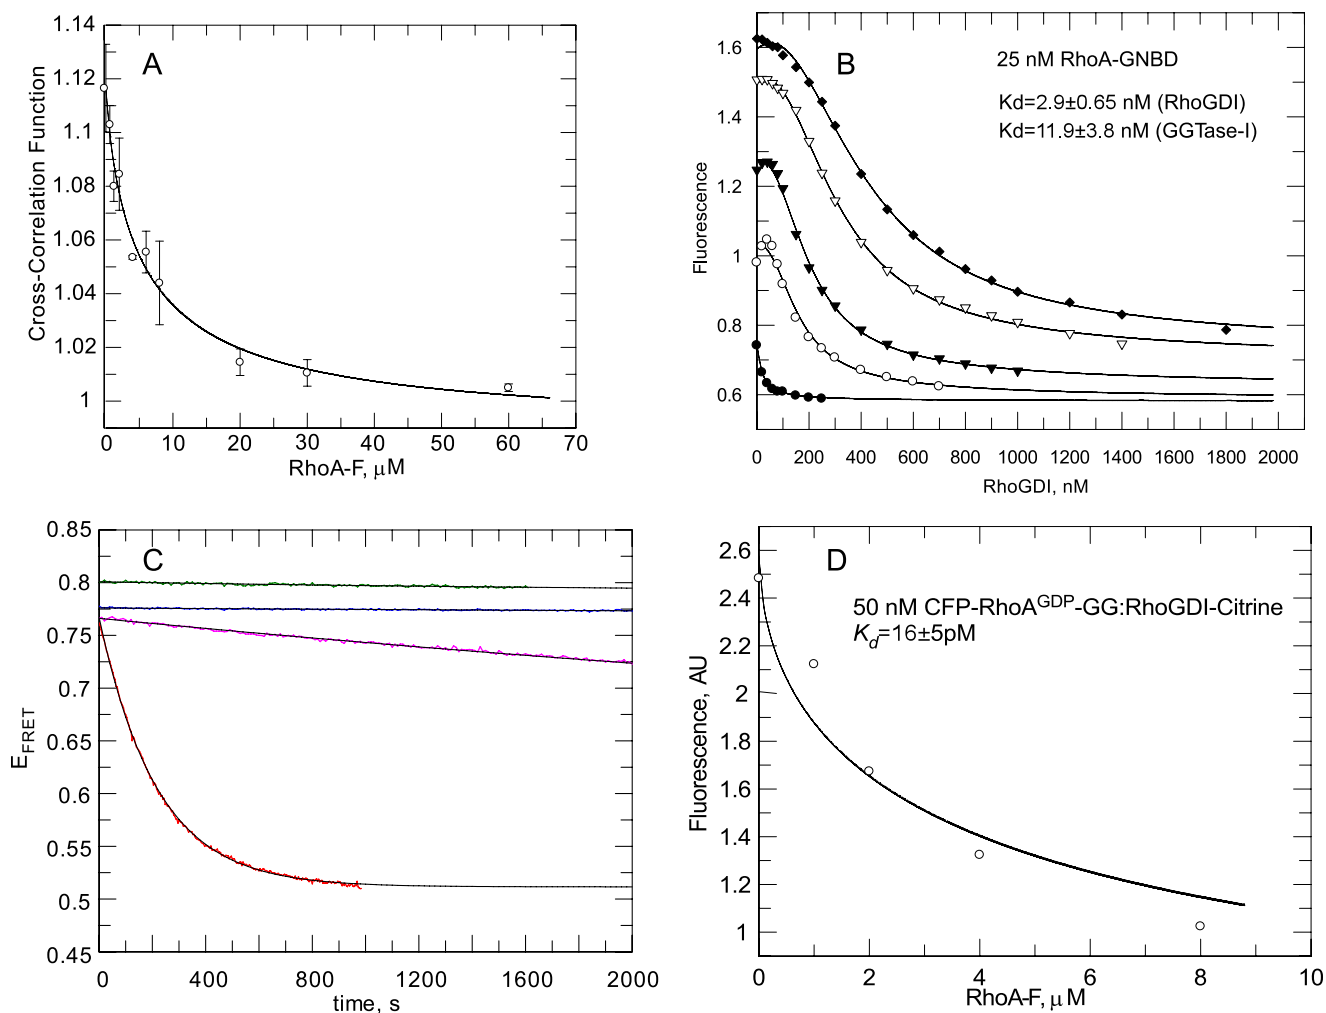 A
Cross-Correlation Function
1.14
1.12
1.1
1.08
1.06
1.04
1.02
1
0 10 20 30 40 50 60 70
RhoA-F, μM
B
25 nM RhoA-GNBD
Kd=2.9±0.65 nM (RhoGDI)
Kd=11.9±3.8 nM (GGTase-I)
Fluorescence
1.6
1.4
1.2
1
0.8
0.6
0 200 400 600 800 1000 1200 1400 1600 1800 2000
RhoGDI, nM
C
E_FRET
0.85
0.8
0.75
0.7
0.65
0.6
0.55
0.5
0.45
0 400 800 1200 1600 2000
time, s
D
50 nM CFP-RhoA^GDP-GG:RhoGDI-Citrine
K_d=16±5pM
Fluorescence, AU
2.6
2.4
2.2
2
1.8
1.6
1.4
1.2
1
0 2 4 6 8 10
RhoA-F, μM